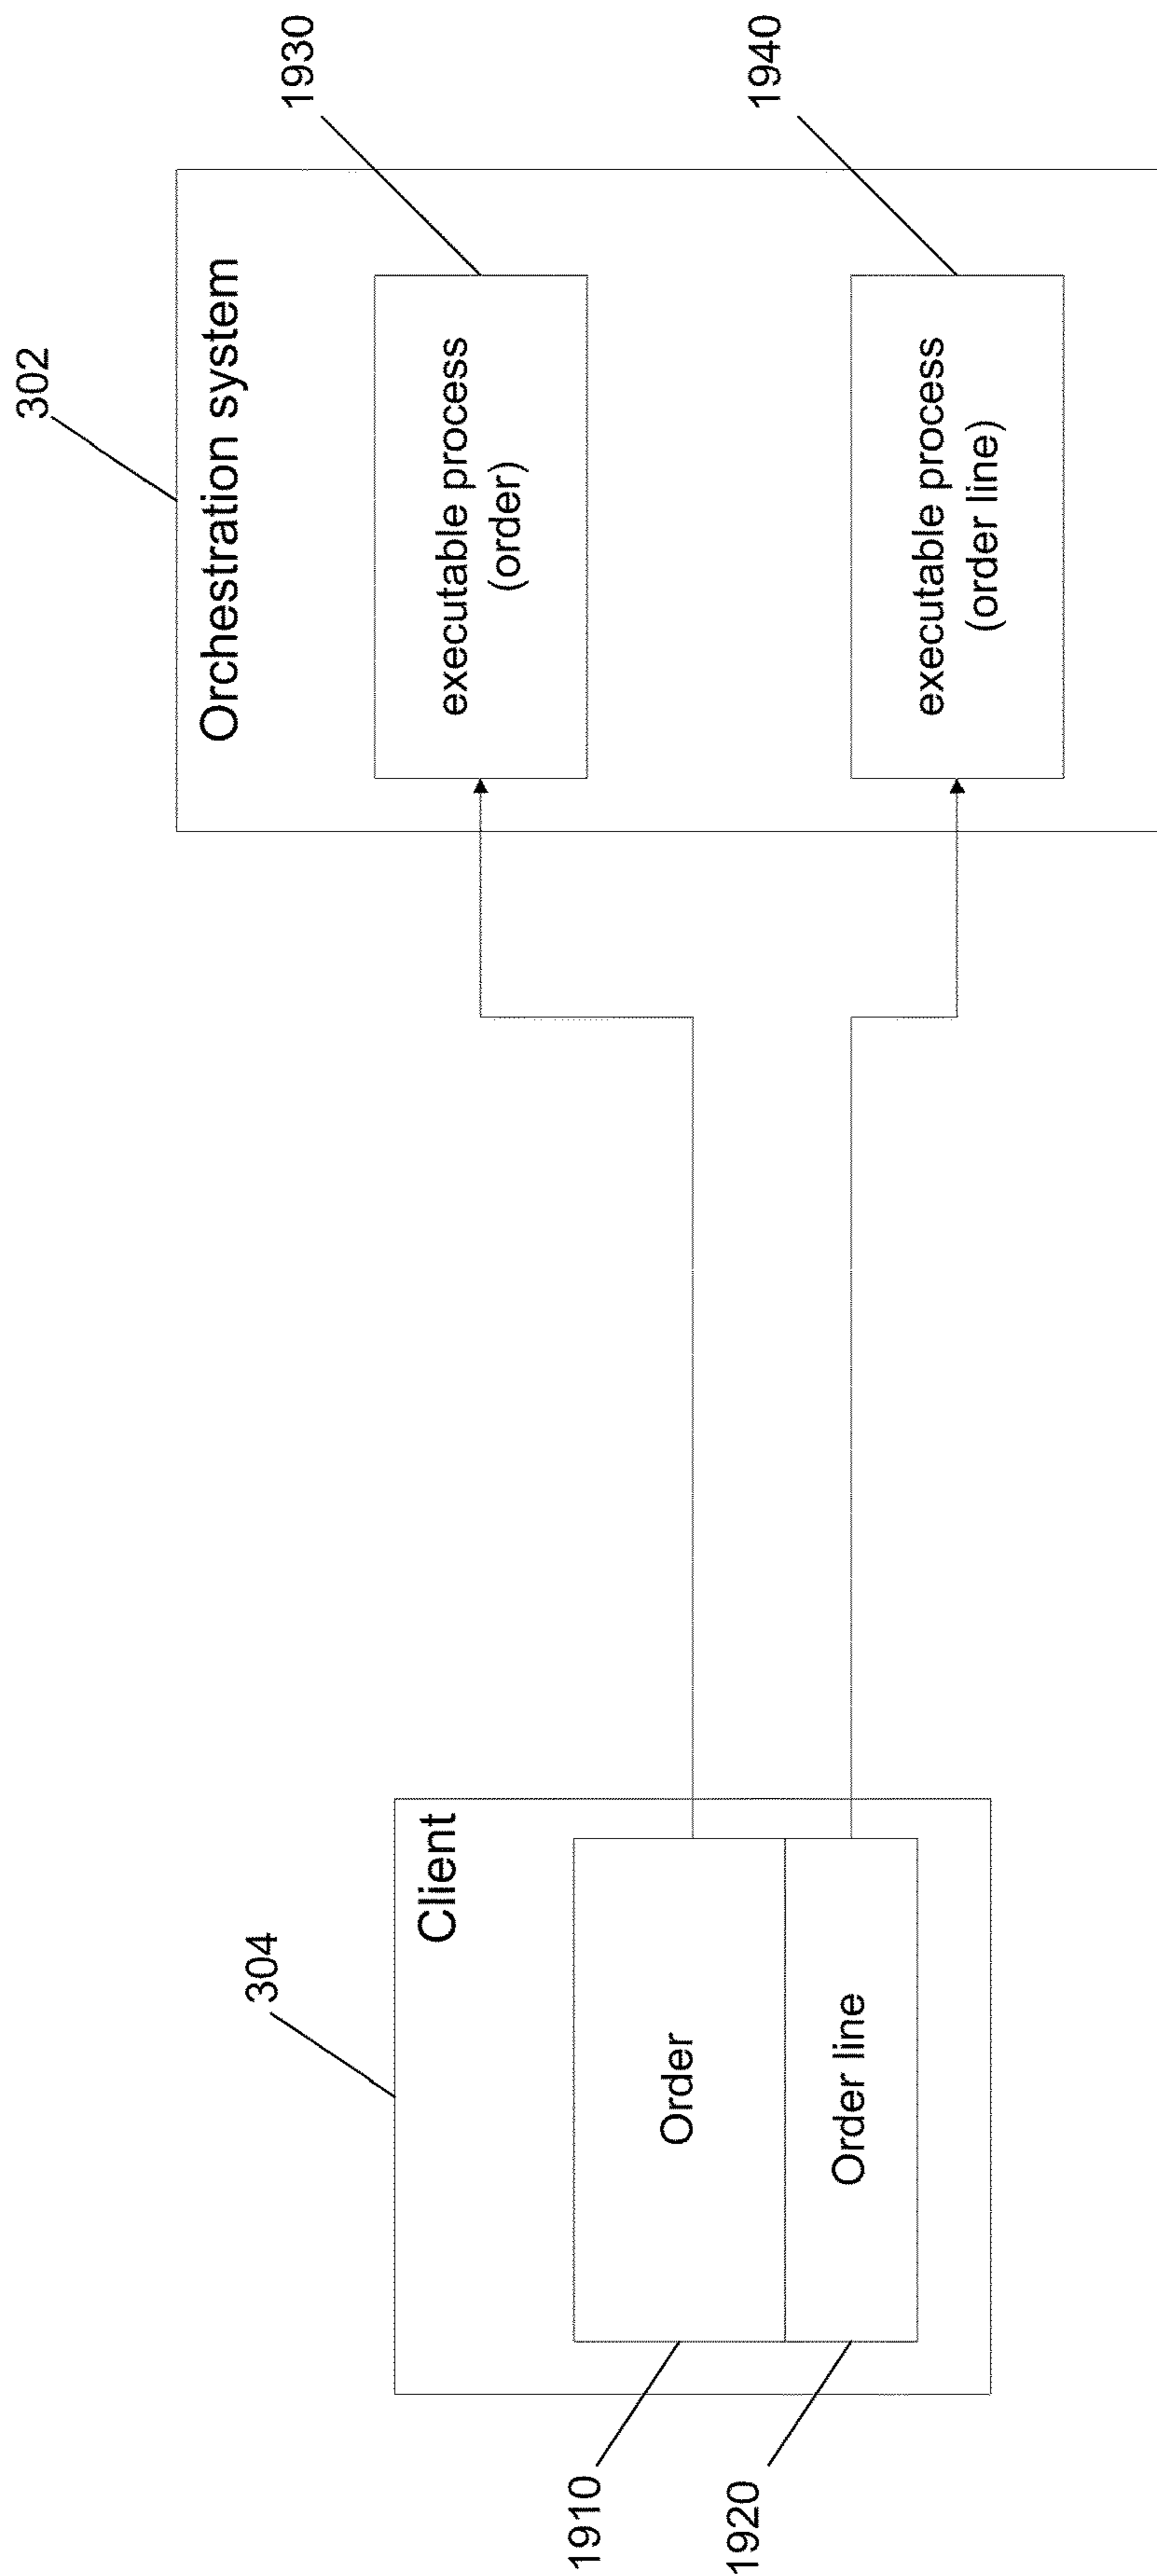 304
Client
1910
Order
1920
Order line
302
Orchestration system
1930
executable process
(order)
1940
executable process
(order line)